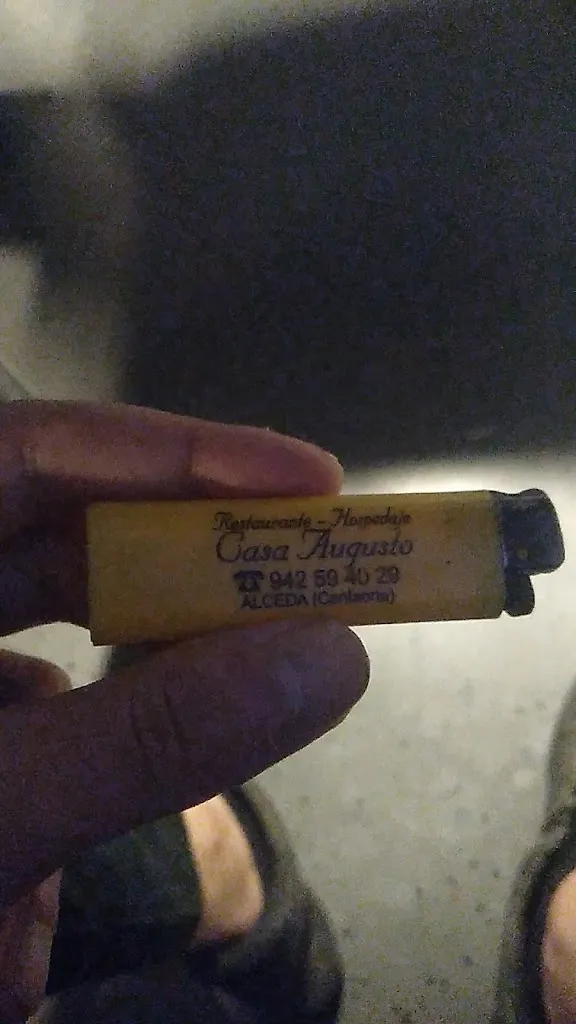 Restaurante - Hospedaje
Casa Augusto
☎ 942 59 40 29
ALCEDA (Cantabria)